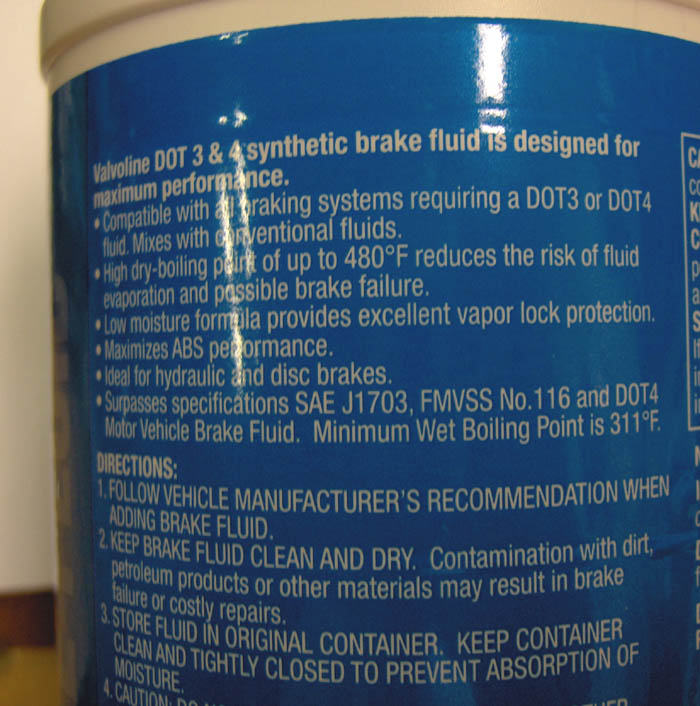 Valvoline DOT 3 & 4 synthetic brake fluid is designed for
maximum performance.
• Compatible with all braking systems requiring a DOT3 or DOT4
fluid. Mixes with conventional fluids.
• High dry-boiling point of up to 480°F reduces the risk of fluid
evaporation and possible brake failure.
• Low moisture formula provides excellent vapor lock protection.
• Maximizes ABS performance.
• Ideal for hydraulic and disc brakes.
• Surpasses specifications SAE J1703, FMVSS No.116 and DOT4
Motor Vehicle Brake Fluid. Minimum Wet Boiling Point is 311°F.
DIRECTIONS:
1. FOLLOW VEHICLE MANUFACTURER'S RECOMMENDATION WHEN
ADDING BRAKE FLUID.
2. KEEP BRAKE FLUID CLEAN AND DRY. Contamination with dirt,
petroleum products or other materials may result in brake
failure or costly repairs.
3. STORE FLUID IN ORIGINAL CONTAINER. KEEP CONTAINER
CLEAN AND TIGHTLY CLOSED TO PREVENT ABSORPTION OF
MOISTURE.
4. CAUTION: